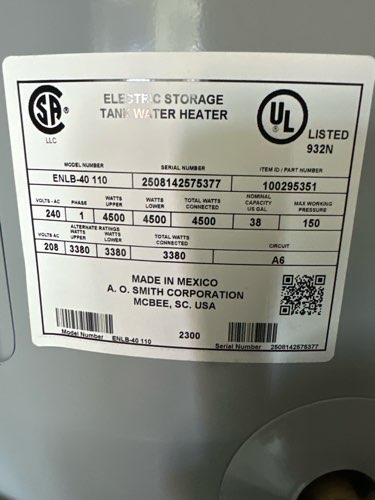 SA
LLC
ELECTRIC STORAGE
TANK WATER HEATER
UL
LISTED
932N
MODEL NUMBER SERIAL NUMBER ITEM ID / PART NUMBER
ENLB-40 110 2508142575377 100295351
VOLTS - AC PHASE WATTS UPPER WATTS LOWER TOTAL WATTS CONNECTED NOMINAL CAPACITY US GAL MAX WORKING PRESSURE
240 1 4500 4500 4500 38 150
VOLTS - AC ALTERNATE RATINGS WATTS UPPER WATTS LOWER TOTAL WATTS CONNECTED CIRCUIT
208 3380 3380 3380 A6
MADE IN MEXICO
A. O. SMITH CORPORATION
MCBEE, SC. USA
2300
Model Number ENLB-40 110 Serial Number 2508142575377